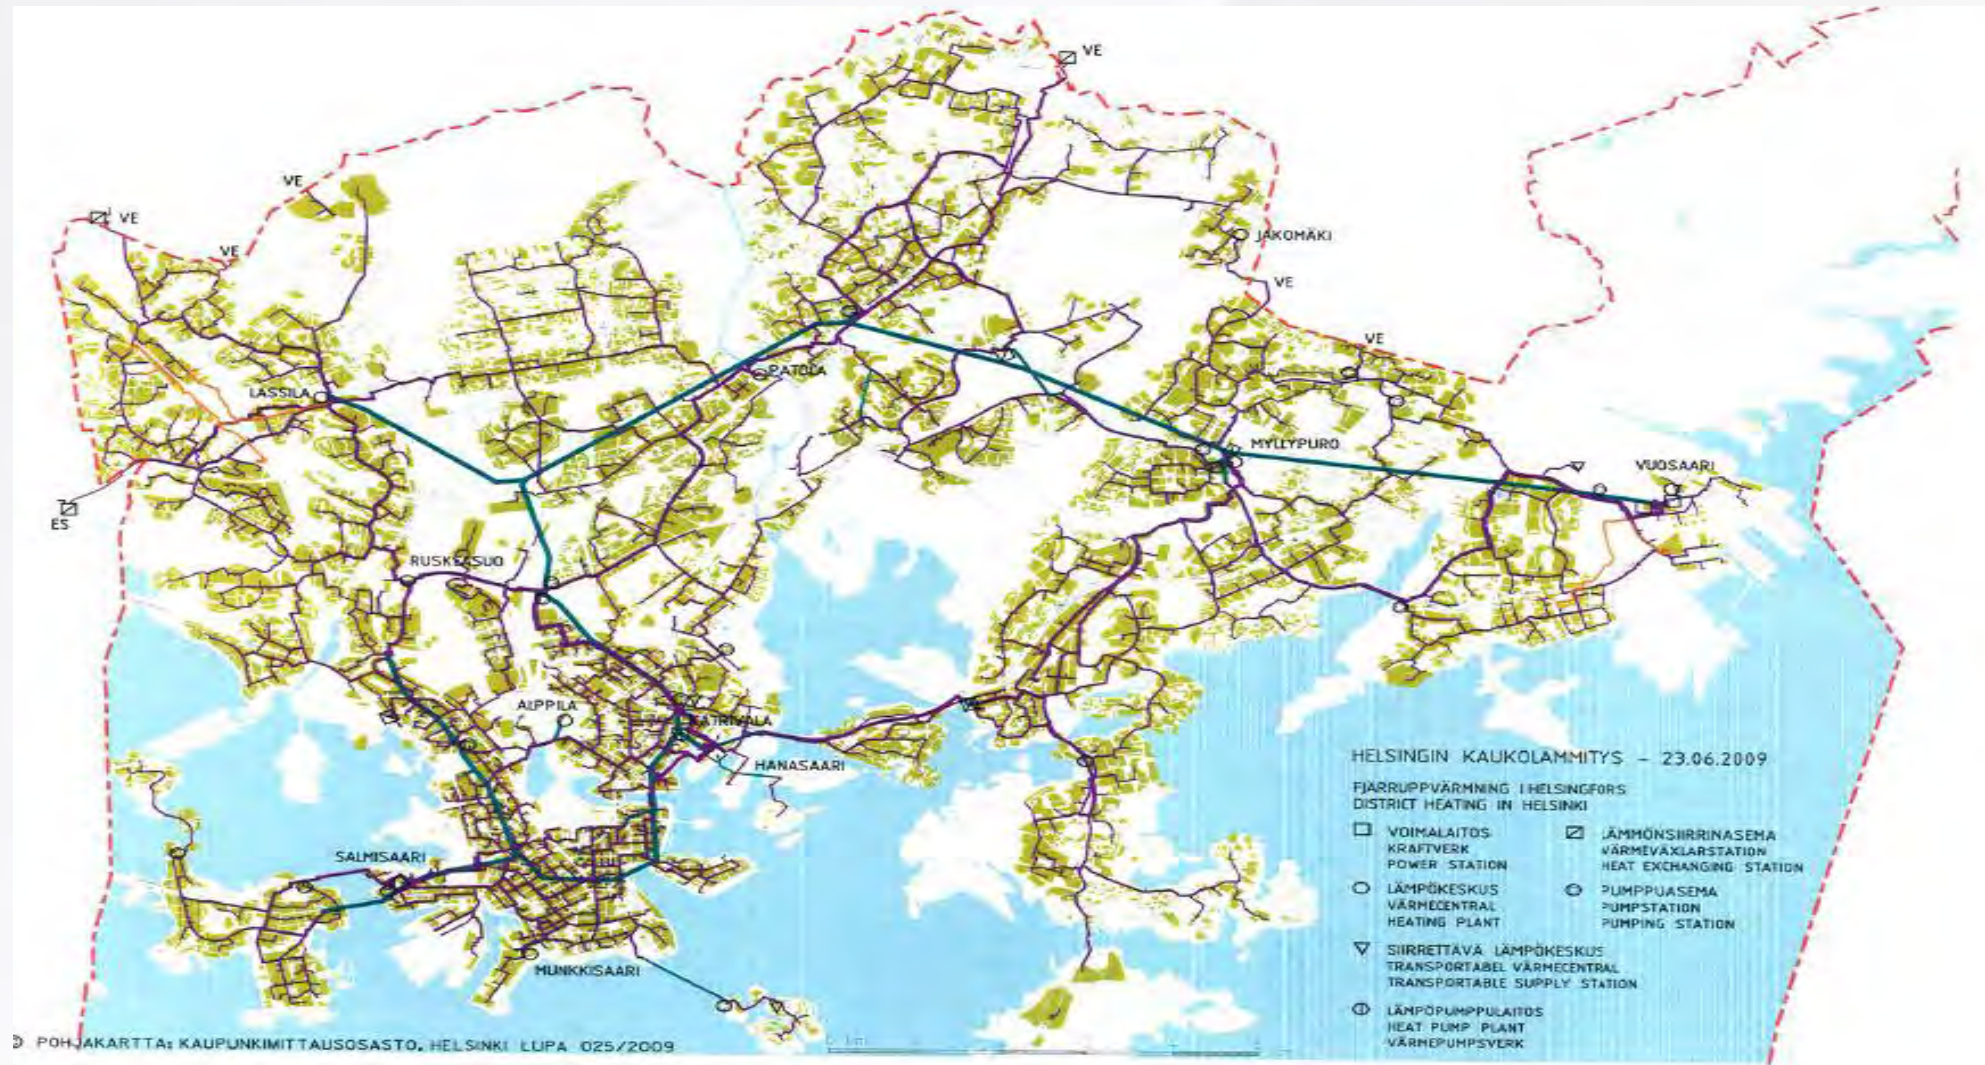 VE
VE
VE
VE
JAKOMÄKI
VE
VE
LASSILA
PATOLA
MYLLYPURO
VUOSAARI
ES
RUSKEASUO
ALPPILA
KATRIVALA
HANASAARI
SALMISAARI
MUNKKISAARI
HELSINGIN KAUKOLAMMITYS - 23.06.2009
FJÄRRUPPVÄRMNING I HELSINGFORS
DISTRICT HEATING IN HELSINKI
VOIMALAITOS
KRAFTVERK
POWER STATION
LÄMMÖNSIIRRINASEMA
VÄRMEVÄXLARSTATION
HEAT EXCHANGING STATION
LÄMPÖKESKUS
VÄRMECENTRAL
HEATING PLANT
PUMPPUASEMA
PUMPSTATION
PUMPING STATION
SIIRRETTÄVÄ LÄMPÖKESKUS
TRANSPORTABEL VÄRMECENTRAL
TRANSPORTABLE SUPPLY STATION
LÄMPÖPUMPPULAITOS
HEAT PUMP PLANT
VÄRMEPUMPSVERK
POHJAKARTTA: KAUPUNKIMITTAUSOSASTO, HELSINKI LUPA 025/2009